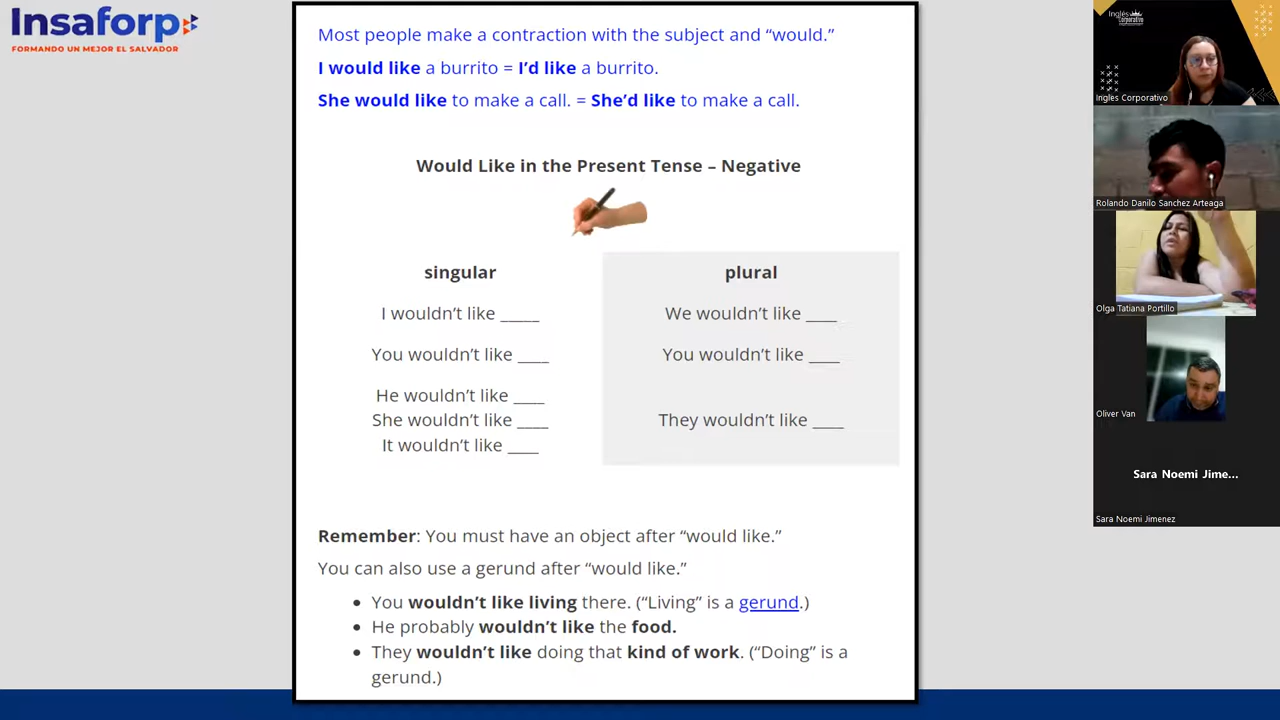 Insaforp
FORMANDO UN MEJOR EL SALVADOR
Most people make a contraction with the subject and “would.”
I would like a burrito = I’d like a burrito.
She would like to make a call. = She’d like to make a call.
Would Like in the Present Tense – Negative
singular
plural
I wouldn’t like _____
We wouldn’t like ____
You wouldn’t like ____
You wouldn’t like ____
He wouldn’t like ____
She wouldn’t like ____
They wouldn’t like ____
It wouldn’t like ____
Remember: You must have an object after “would like.”
You can also use a gerund after “would like.”
• You wouldn’t like living there. (“Living” is a gerund.)
• He probably wouldn’t like the food.
• They wouldn’t like doing that kind of work. (“Doing” is a
gerund.)
Inglés
Corporativo
Ingles Corporativo
Rolando Danilo Sanchez Arteaga
Olga Tatiana Portillo
Oliver Van
Sara Noemi Jime...
Sara Noemi Jimenez